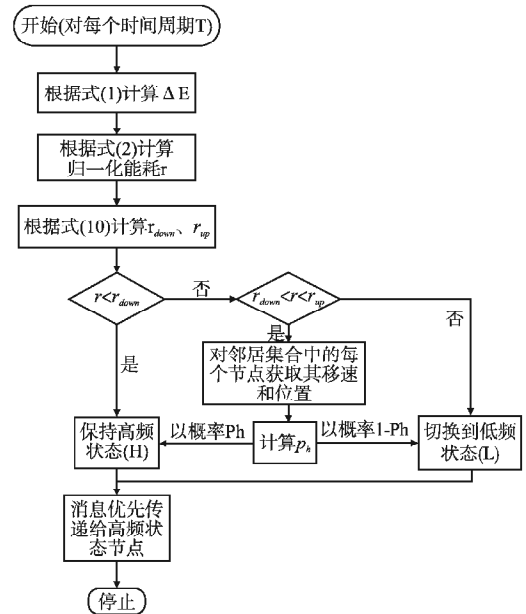 开始(对每个时间周期T)
根据式(1)计算ΔE
根据式(2)计算
归一化能耗r
根据式(10)计算r_down、r_up
r<r_down
否
r_down<r<r_up
否
是
是
对邻居集合中的每
个节点获取其移速
和位置
保持高频
状态(H)
以概率Ph
计算p_h
以概率1-Ph
切换到低频
状态(L)
消息优先传
递给高频状
态节点
停止